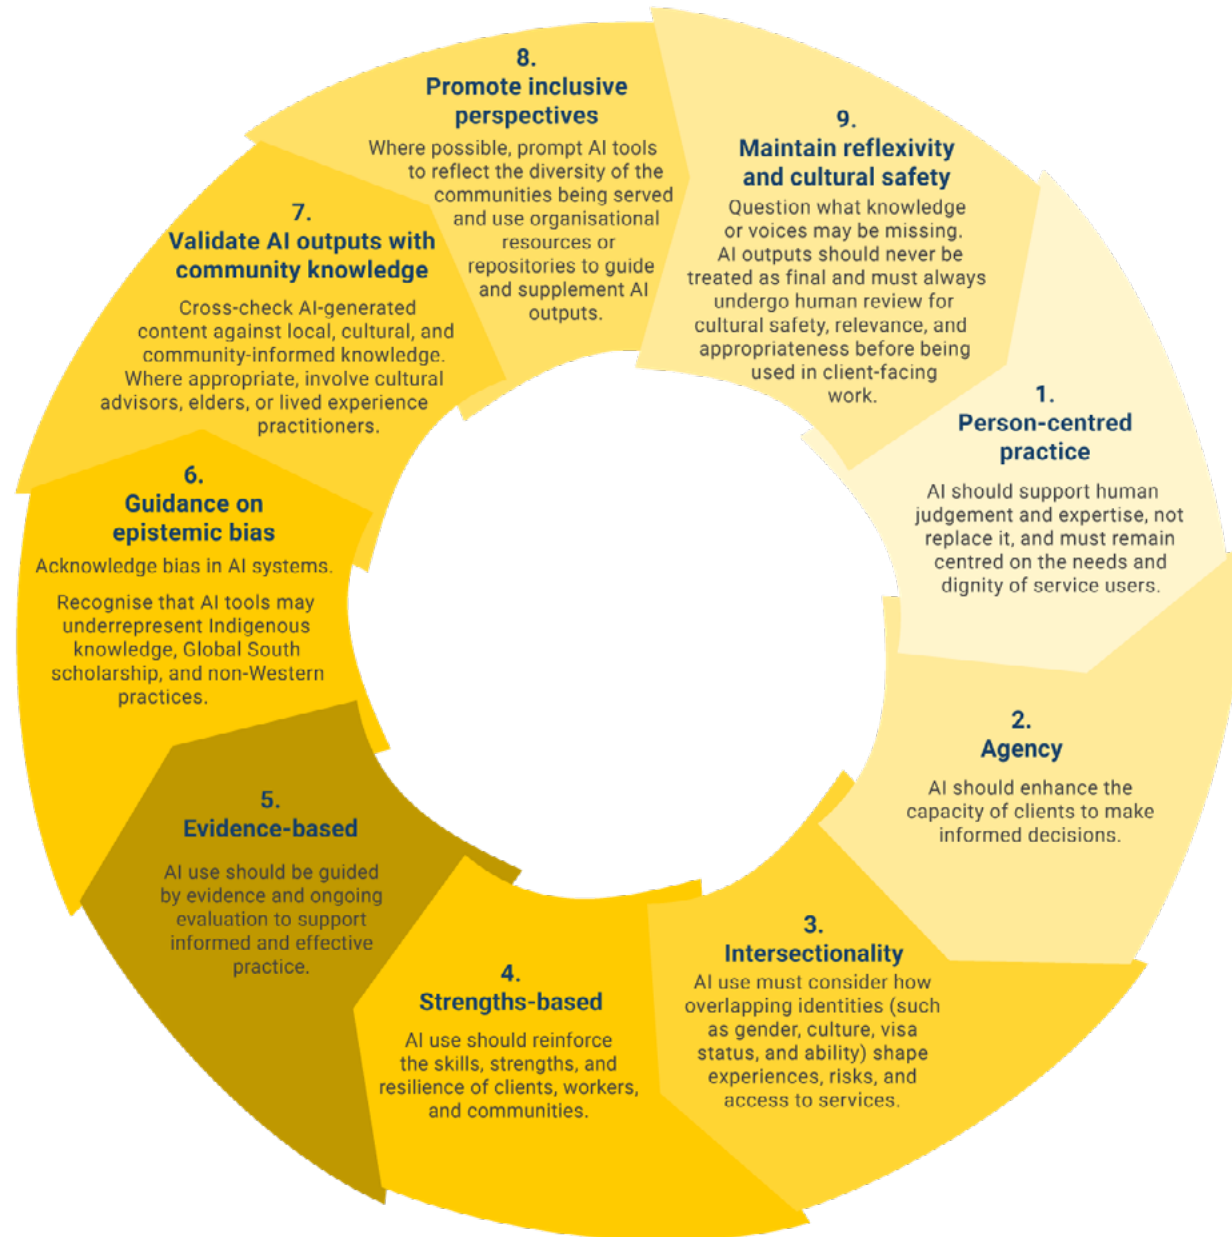 1.
Person-centred
practice
AI should support human
judgement and expertise, not
replace it, and must remain
centred on the needs and
dignity of service users.
2.
Agency
AI should enhance the
capacity of clients to make
informed decisions.
3.
Intersectionality
AI use must consider how
overlapping identities (such
as gender, culture, visa
status, and ability) shape
experiences, risks, and
access to services.
4.
Strengths-based
AI use should reinforce
the skills, strengths, and
resilience of clients, workers,
and communities.
5.
Evidence-based
AI use should be guided
by evidence and ongoing
evaluation to support
informed and effective
practice.
6.
Guidance on
epistemic bias
Acknowledge bias in AI systems.
Recognise that AI tools may
underrepresent Indigenous
knowledge, Global South
scholarship, and non-Western
practices.
7.
Validate AI outputs with
community knowledge
Cross-check AI-generated
content against local, cultural, and
community-informed knowledge.
Where appropriate, involve cultural
advisors, elders, or lived experience
practitioners.
8.
Promote inclusive
perspectives
Where possible, prompt AI tools
to reflect the diversity of the
communities being served
and use organisational
resources or
repositories to guide
and supplement AI
outputs.
9.
Maintain reflexivity
and cultural safety
Question what knowledge
or voices may be missing.
AI outputs should never be
treated as final and must always
undergo human review for
cultural safety, relevance, and
appropriateness before being
used in client-facing
work.